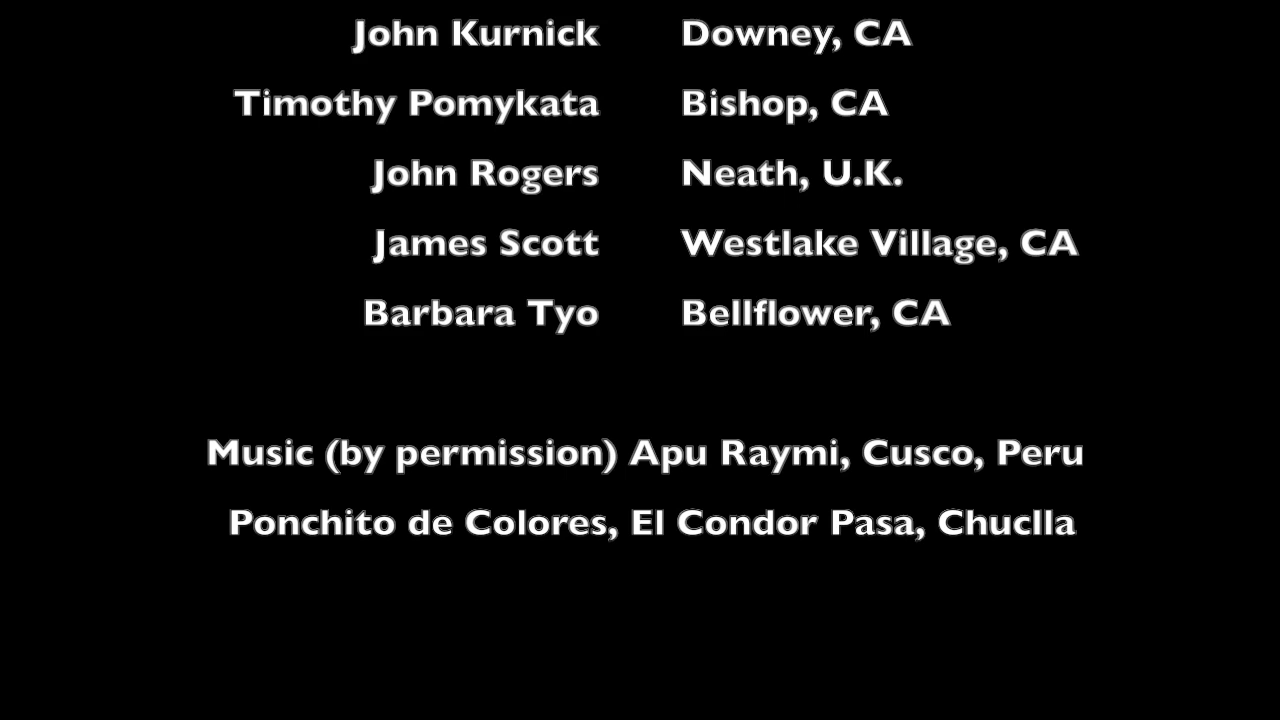 John Kurnick Downey, CA
Timothy Pomykata Bishop, CA
John Rogers Neath, U.K.
James Scott Westlake Village, CA
Barbara Tyo Bellflower, CA
Music (by permission) Apu Raymi, Cusco, Peru
Ponchito de Colores, El Condor Pasa, Chuclla